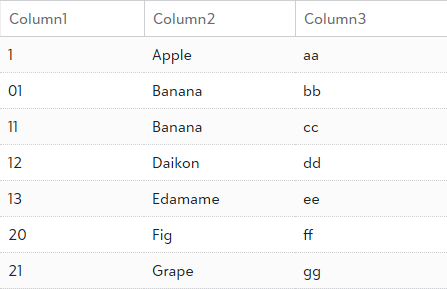 Column1 Column2 Column3
1 Apple aa
01 Banana bb
11 Banana cc
12 Daikon dd
13 Edamame ee
20 Fig ff
21 Grape gg